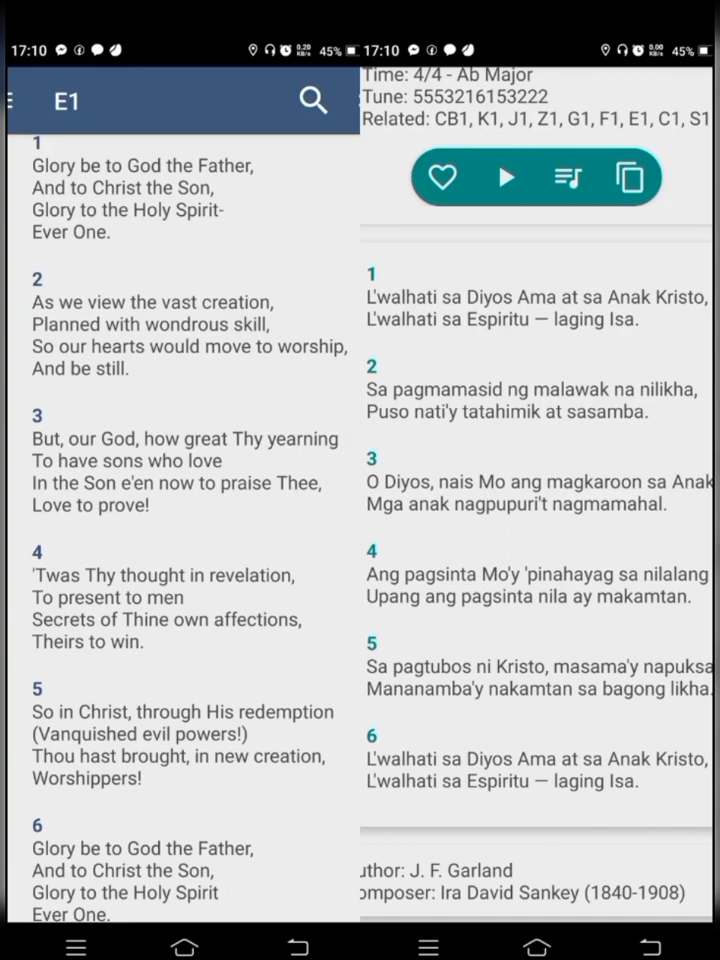 17:10
0.20
KB/s
45%
E1
1
Glory be to God the Father,
And to Christ the Son,
Glory to the Holy Spirit-
Ever One.
2
As we view the vast creation,
Planned with wondrous skill,
So our hearts would move to worship,
And be still.
3
But, our God, how great Thy yearning
To have sons who love
In the Son e'en now to praise Thee,
Love to prove!
4
'Twas Thy thought in revelation,
To present to men
Secrets of Thine own affections,
Theirs to win.
5
So in Christ, through His redemption
(Vanquished evil powers!)
Thou hast brought, in new creation,
Worshippers!
6
Glory be to God the Father,
And to Christ the Son,
Glory to the Holy Spirit
Ever One.
17:10
0.00
KB/s
45%
Time: 4/4 - Ab Major
Tune: 5553216153222
Related: CB1, K1, J1, Z1, G1, F1, E1, C1, S1
1
L'walhati sa Diyos Ama at sa Anak Kristo,
L'walhati sa Espiritu — laging Isa.
2
Sa pagmamasid ng malawak na nilikha,
Puso nati'y tatahimik at sasamba.
3
O Diyos, nais Mo ang magkaroon sa Anak
Mga anak nagpupuri't nagmamahal.
4
Ang pagsinta Mo'y 'pinahayag sa nilalang
Upang ang pagsinta nila ay makamtan.
5
Sa pagtubos ni Kristo, masama'y napuksa
Mananamba'y nakamtan sa bagong likha.
6
L'walhati sa Diyos Ama at sa Anak Kristo,
L'walhati sa Espiritu — laging Isa.
uthor: J. F. Garland
omposer: Ira David Sankey (1840-1908)